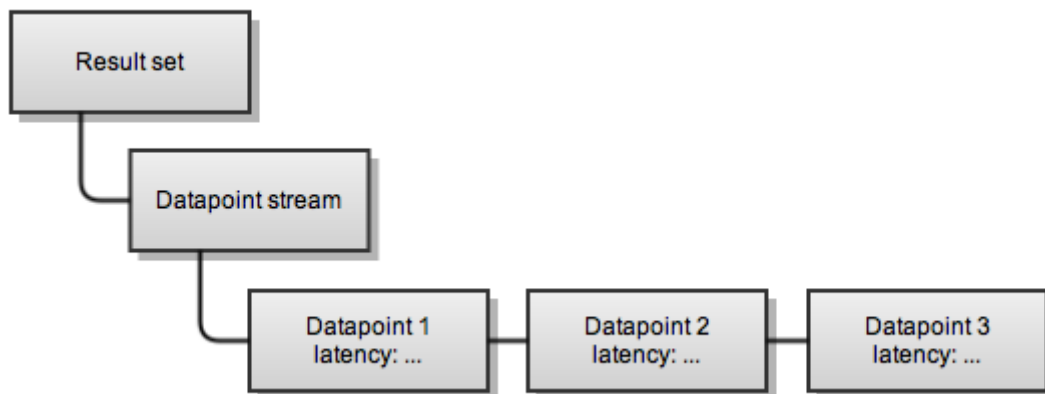 Result set
Datapoint stream
Datapoint 1
latency: ...
Datapoint 2
latency: ...
Datapoint 3
latency: ...